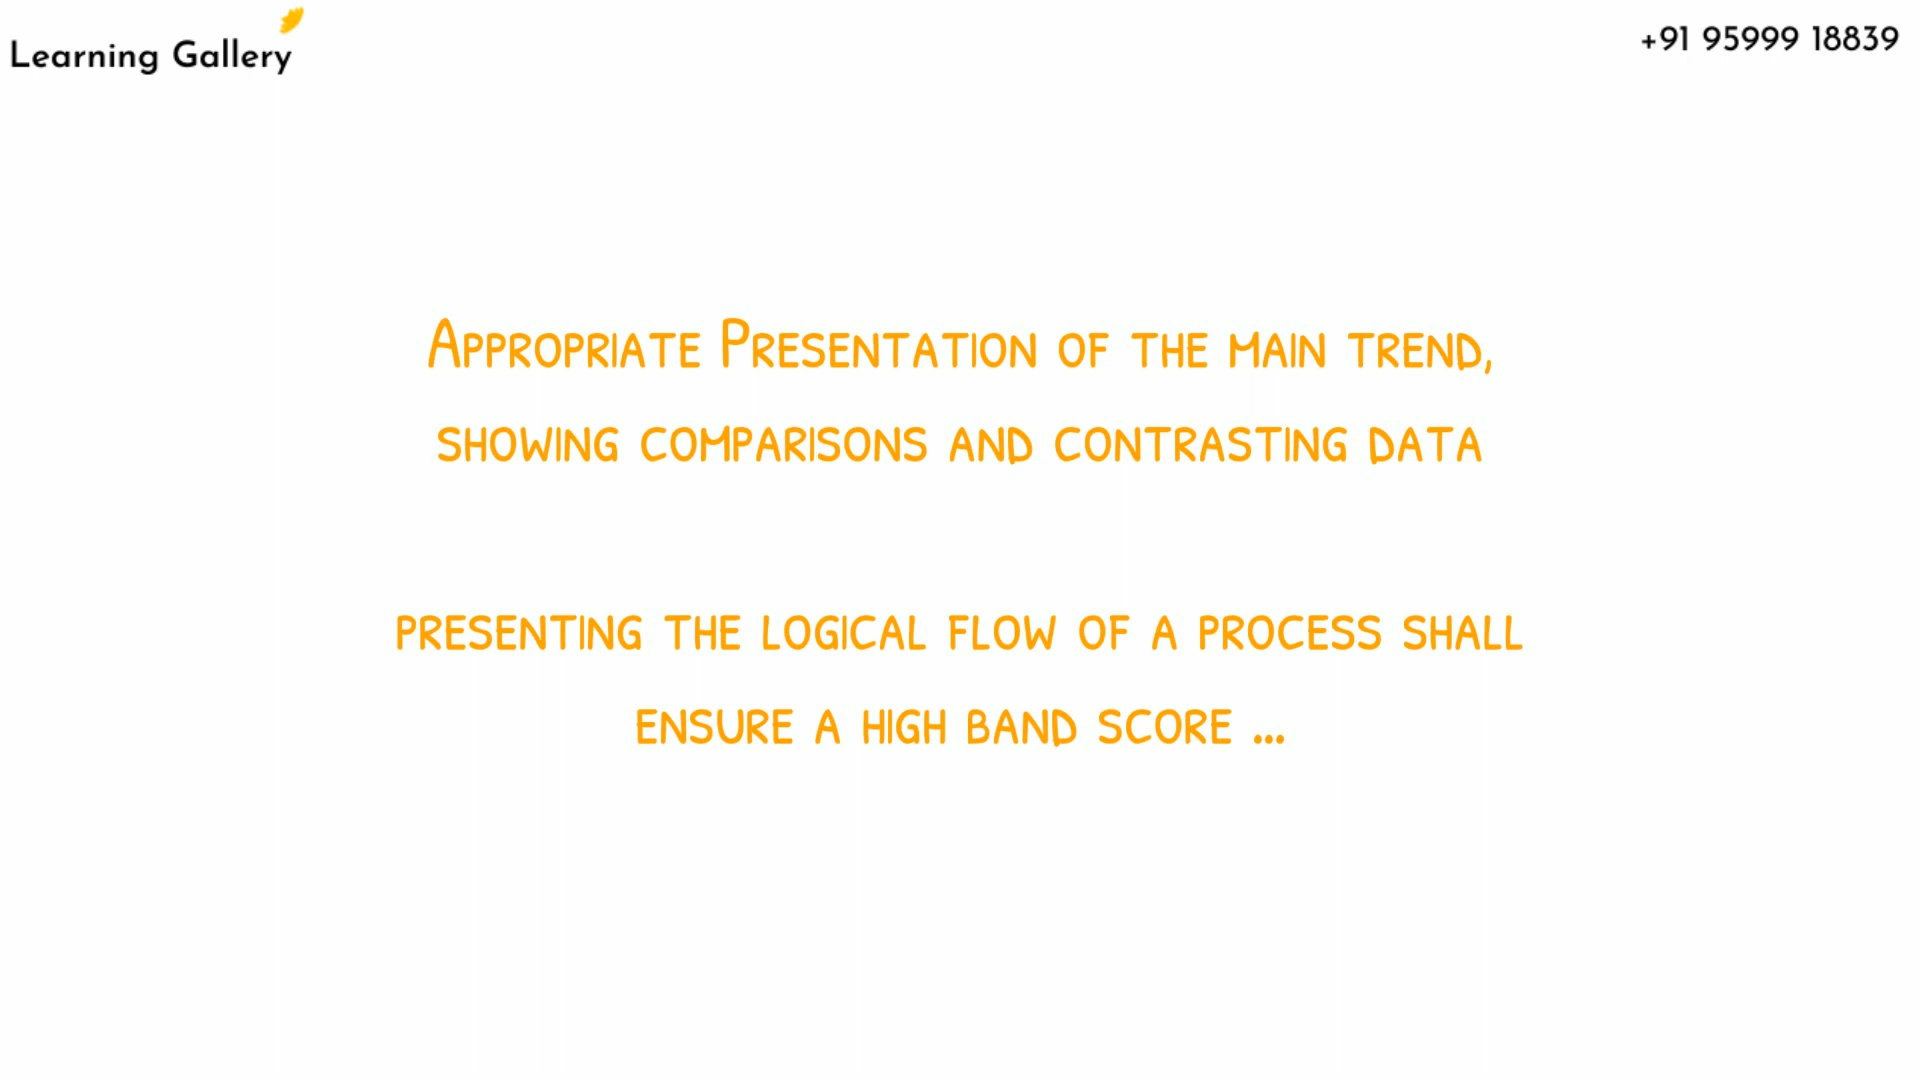 Learning Gallery
+91 95999 18839
Appropriate Presentation of the main trend,
showing comparisons and contrasting data
presenting the logical flow of a process shall
ensure a high band score ...